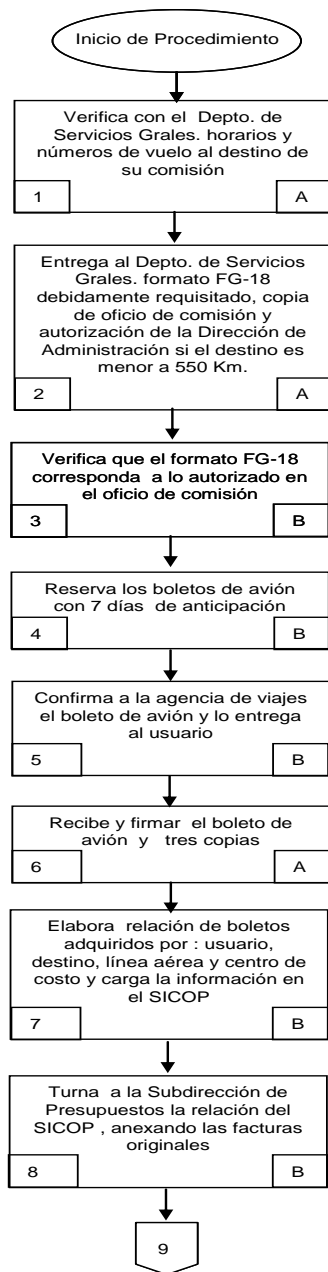 Inicio de Procedimiento
Verifica con el Depto. de
Servicios Grales. horarios y
números de vuelo al destino de
su comisión
1 A
Entrega al Depto. de Servicios
Grales. formato FG-18
debidamente requisitado, copia
de oficio de comisión y
autorización de la Dirección de
Administración si el destino es
menor a 550 Km.
2 A
Verifica que el formato FG-18
corresponda a lo autorizado en
el oficio de comisión
3 B
Reserva los boletos de avión
con 7 días de anticipación
4 B
Confirma a la agencia de viajes
el boleto de avión y lo entrega
al usuario
5 B
Recibe y firmar el boleto de
avión y tres copias
6 A
Elabora relación de boletos
adquiridos por : usuario,
destino, línea aérea y centro de
costo y carga la información en
el SICOP
7 B
Turna a la Subdirección de
Presupuestos la relación del
SICOP , anexando las facturas
originales
8 B
9